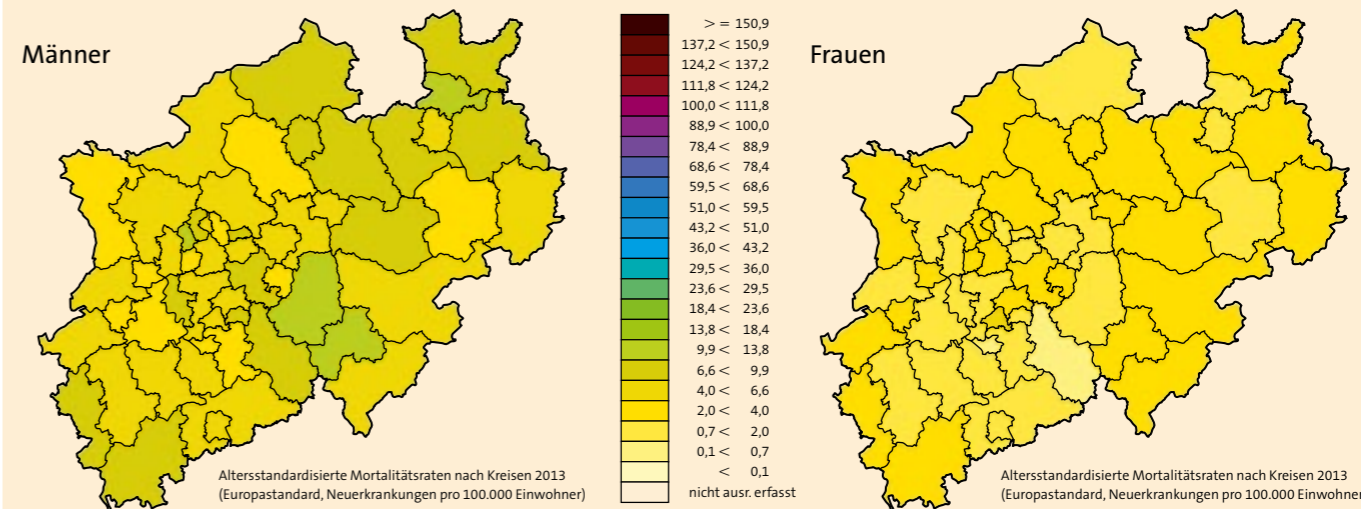 Männer
> = 150,9
137,2 < 150,9
124,2 < 137,2
111,8 < 124,2
100,0 < 111,8
88,9 < 100,0
78,4 < 88,9
68,6 < 78,4
59,5 < 68,6
51,0 < 59,5
43,2 < 51,0
36,0 < 43,2
29,5 < 36,0
23,6 < 29,5
18,4 < 23,6
13,8 < 18,4
9,9 < 13,8
6,6 < 9,9
4,0 < 6,6
2,0 < 4,0
0,7 < 2,0
0,1 < 0,7
< 0,1
nicht ausr. erfasst
Altersstandardisierte Mortalitätsraten nach Kreisen 2013
(Europastandard, Neuerkrankungen pro 100.000 Einwohner)
Frauen
Altersstandardisierte Mortalitätsraten nach Kreisen 2013
(Europastandard, Neuerkrankungen pro 100.000 Einwohner